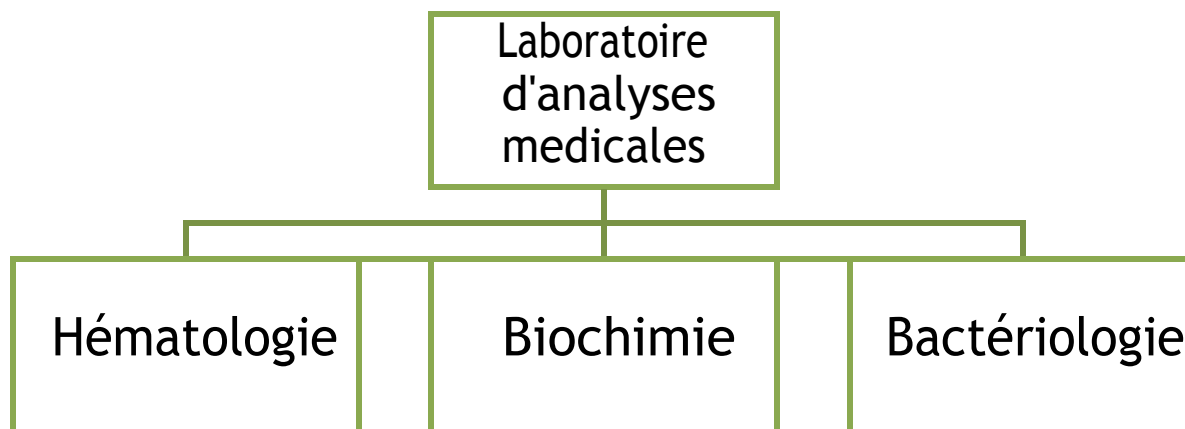 Laboratoire
d'analyses
medicales
Hématologie
Biochimie
Bactériologie